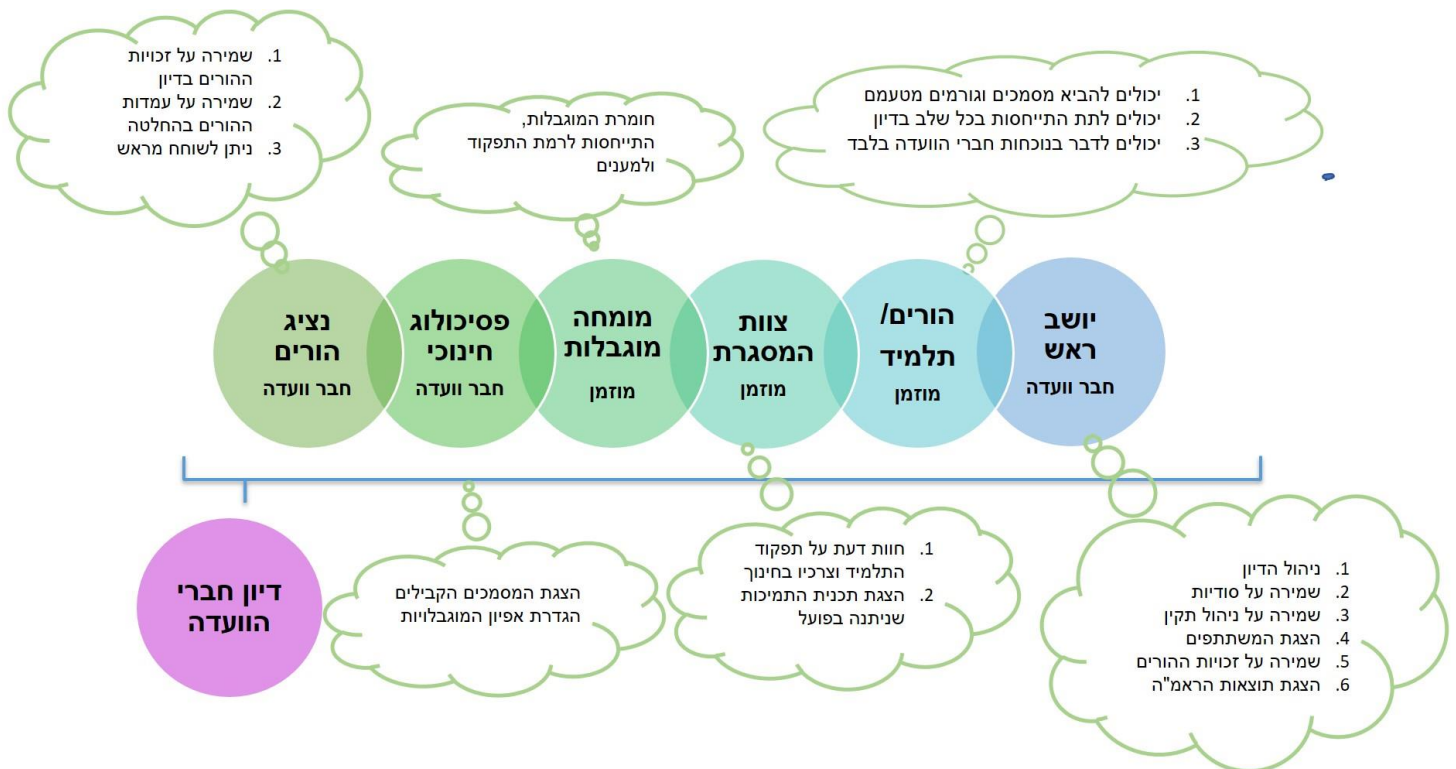 1. שמירה על זכויות
ההורים בדיון
2. שמירה על עמדות
ההורים בהחלטה
3. ניתן לשוחח מראש
חומרת המוגבלות,
התייחסות לרמת התפקוד
ולמענים
1. יכולים להביא מסמכים וגורמים מטעמם
2. יכולים לתת התייחסות בכל שלב בדיון
3. יכולים לדבר בנוכחות חברי הוועדה בלבד
יושב
ראש
חבר וועדה
הורים/
תלמיד
מוזמן
צוות
המסגרת
מוזמן
מומחה
מוגבלות
מוזמן
פסיכולוג
חינוכי
חבר וועדה
נציג
הורים
חבר וועדה
1. ניהול הדיון
2. שמירה על סודיות
3. שמירה על ניהול תקין
4. הצגת המשתתפים
5. שמירה על זכויות ההורים
6. הצגת תוצאות הראמ"ה
1. חוות דעת על תפקוד
התלמיד וצרכיו בחינוך
2. הצגת תכנית התמיכות
שניתנה בפועל
הצגת המסמכים הקבילים
הגדרת אפיון המוגבלויות
דיון חברי
הוועדה